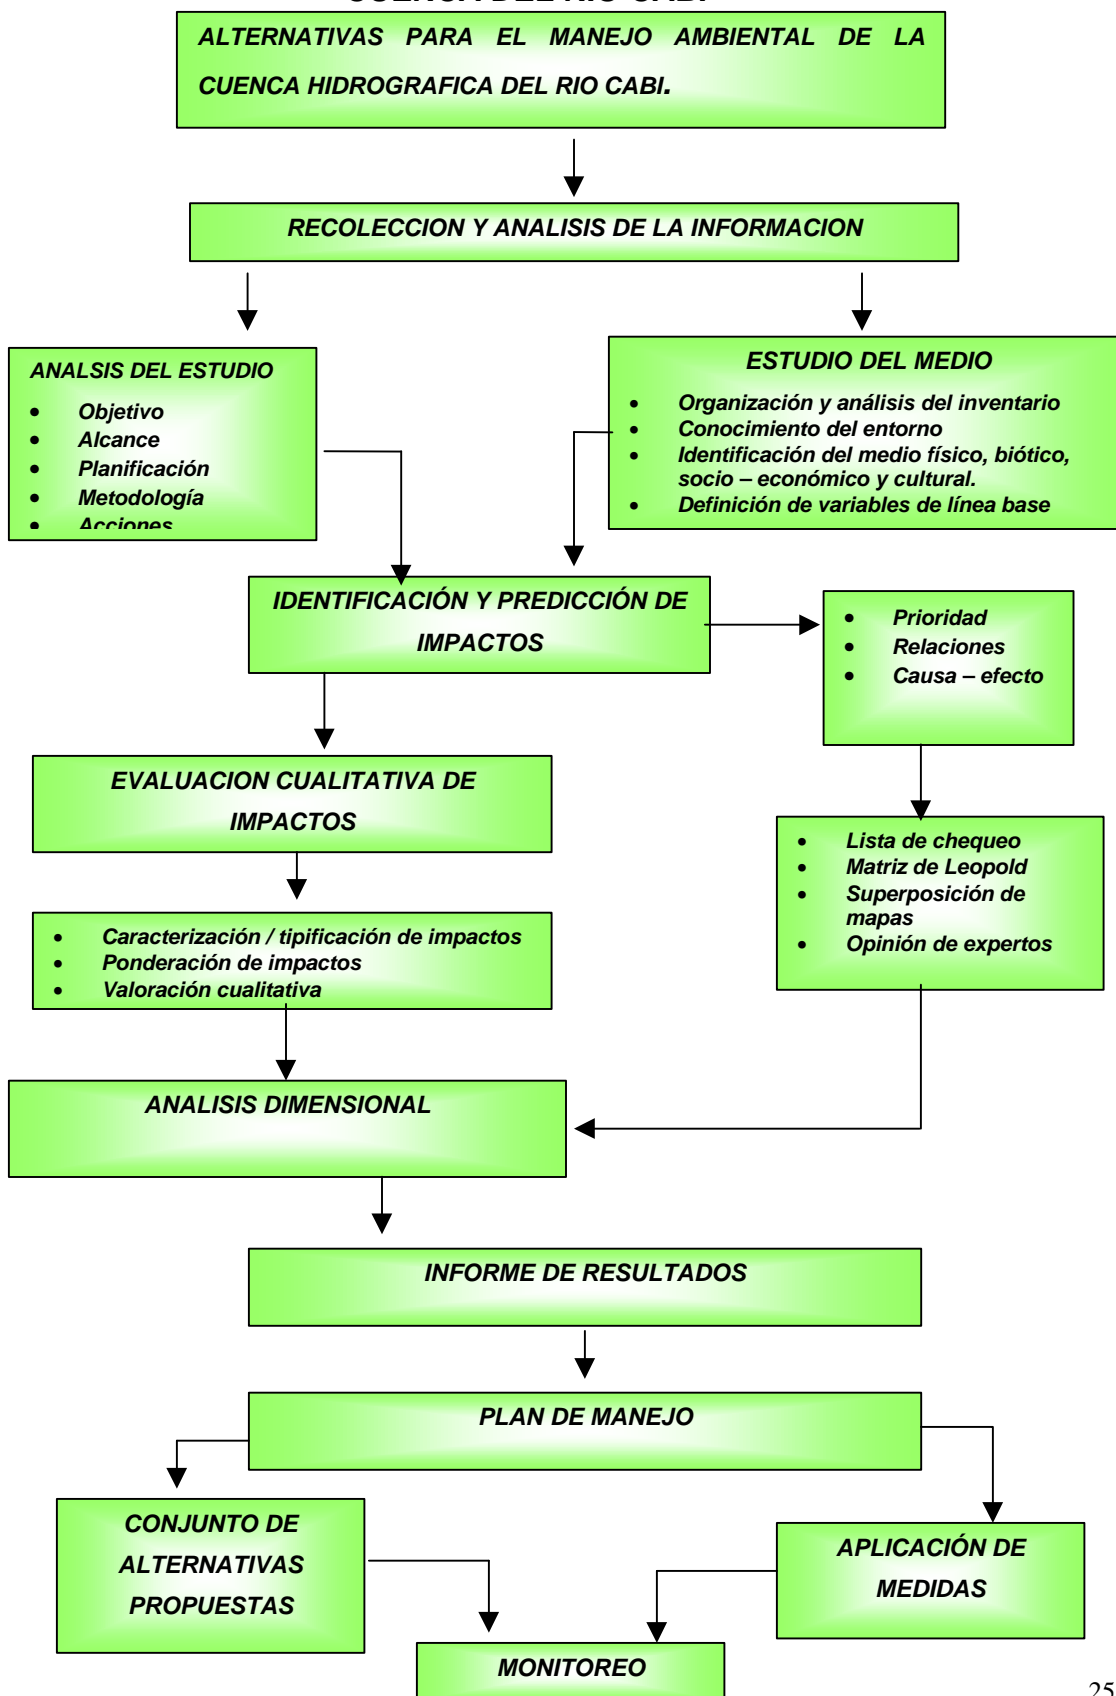 CUENCA DEL RIO CABI
ALTERNATIVAS PARA EL MANEJO AMBIENTAL DE LA
CUENCA HIDROGRAFICA DEL RIO CABI.
RECOLECCION Y ANALISIS DE LA INFORMACION
ANALSIS DEL ESTUDIO
• Objetivo
• Alcance
• Planificación
• Metodología
• Acciones
ESTUDIO DEL MEDIO
• Organización y análisis del inventario
• Conocimiento del entorno
• Identificación del medio físico, biótico,
socio – económico y cultural.
• Definición de variables de línea base
IDENTIFICACIÓN Y PREDICCIÓN DE
IMPACTOS
• Prioridad
• Relaciones
• Causa – efecto
EVALUACION CUALITATIVA DE
IMPACTOS
• Lista de chequeo
• Matriz de Leopold
• Superposición de
mapas
• Opinión de expertos
• Caracterización / tipificación de impactos
• Ponderación de impactos
• Valoración cualitativa
ANALISIS DIMENSIONAL
INFORME DE RESULTADOS
PLAN DE MANEJO
CONJUNTO DE
ALTERNATIVAS
PROPUESTAS
APLICACIÓN DE
MEDIDAS
MONITOREO
25